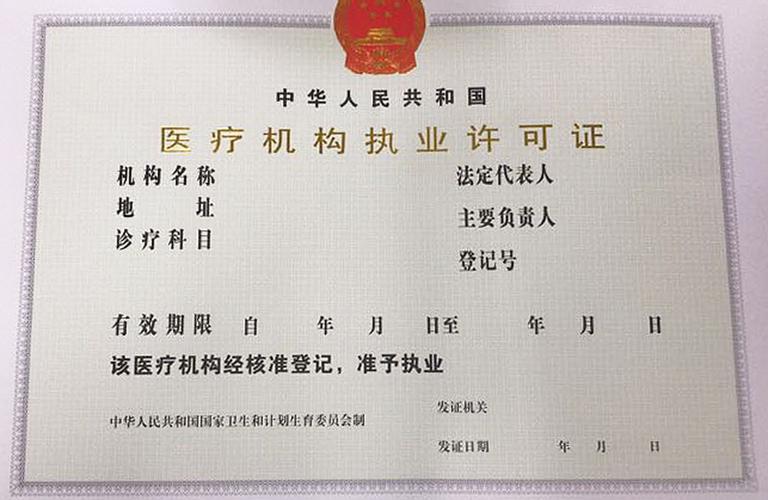 中华人民共和国
医疗机构执业许可证
机构名称 法定代表人
地址 主要负责人
诊疗科目 登记号
有效期限 自 年 月 日至 年 月 日
该医疗机构经核准登记，准予执业
中华人民共和国国家卫生和计划生育委员会制 发证机关
发证日期 年 月 日